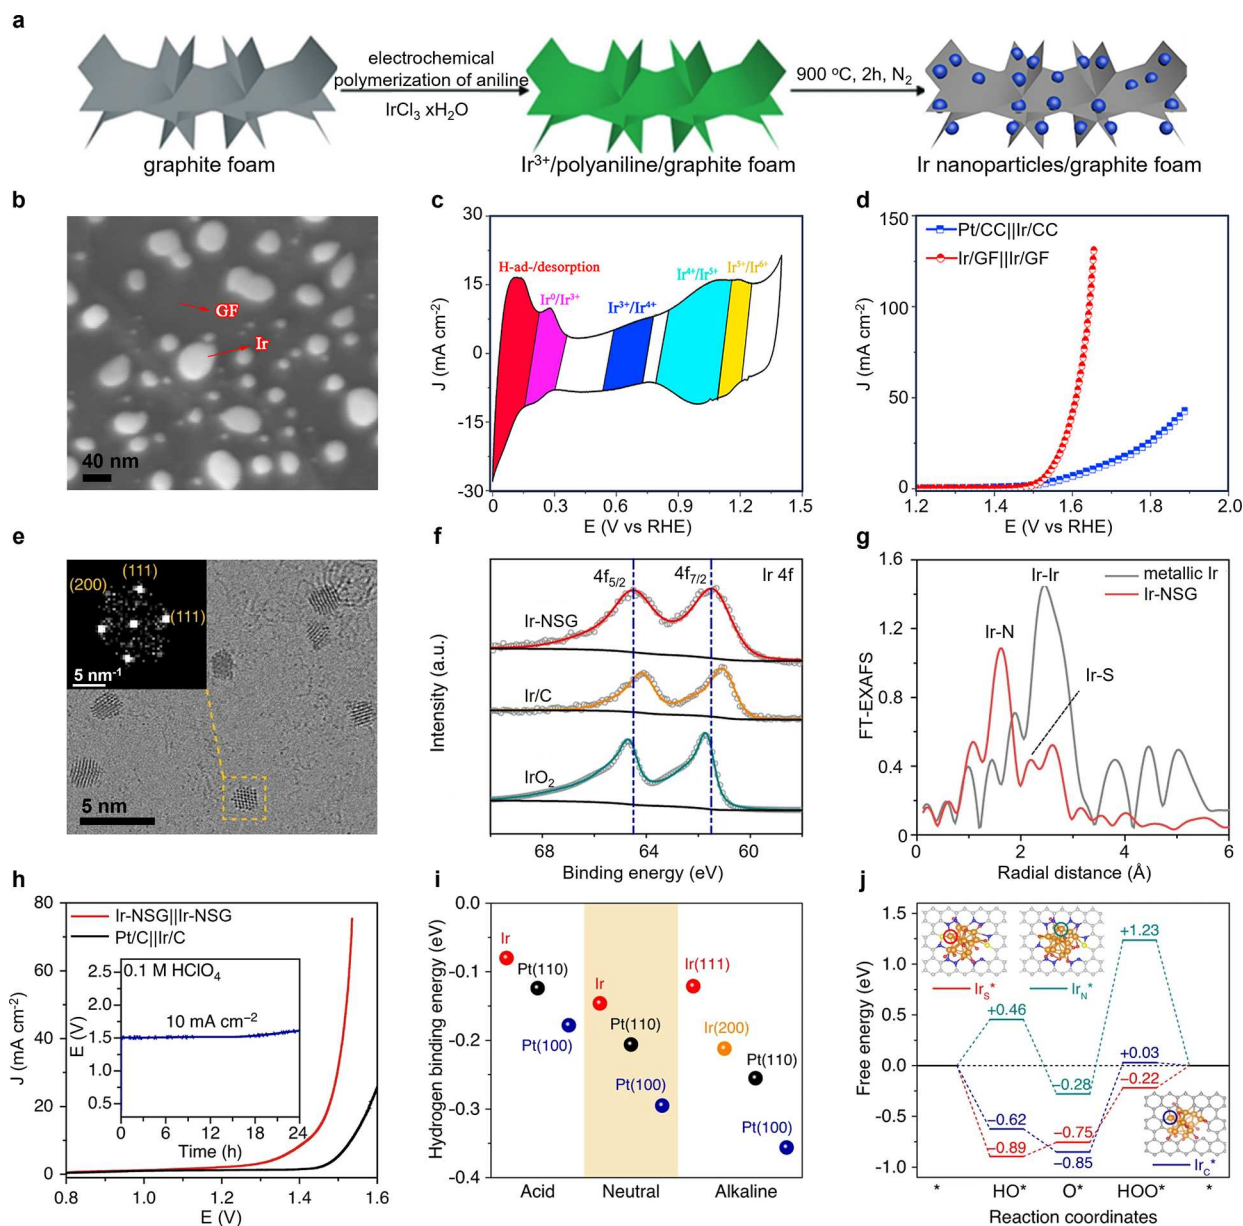 a
electrochemical
polymerization of aniline
IrCl₃ xH₂O
900 ºC, 2h, N₂
graphite foam
Ir³⁺/polyaniline/graphite foam
Ir nanoparticles/graphite foam
b
GF
Ir
40 nm
c
30
15
0
-15
-30
J (mA cm⁻²)
H-ad-/desorption
Ir⁰/Ir³⁺
Ir³⁺/Ir⁴⁺
Ir⁴⁺/Ir⁵⁺
Ir⁵⁺/Ir⁶⁺
0.0 0.3 0.6 0.9 1.2 1.5
E (V vs RHE)
d
150
100
50
0
J (mA cm⁻²)
Pt/CC||Ir/CC
Ir/GF||Ir/GF
1.2 1.4 1.6 1.8 2.0
E (V vs RHE)
e
(111)
(200)
(111)
5 nm⁻¹
5 nm
f
4f₅/₂
4f₇/₂
Ir 4f
Ir-NSG
Ir/C
IrO₂
Intensity (a.u.)
68 64 60
Binding energy (eV)
g
1.6
1.2
0.8
0.4
0
FT-EXAFS
Ir-Ir
metallic Ir
Ir-NSG
Ir-N
Ir-S
0 2 4 6
Radial distance (Å)
h
80
60
40
20
0
J (mA cm⁻²)
Ir-NSG||Ir-NSG
Pt/C||Ir/C
0.1 M HClO₄
2.5
2.0
1.5
1.0
0.5
E (V)
10 mA cm⁻²
0 6 12 18 24
Time (h)
0.8 1.0 1.2 1.4 1.6
E (V)
i
0.0
-0.1
-0.2
-0.3
-0.4
Hydrogen binding energy (eV)
Ir
Pt(110)
Pt(100)
Ir
Pt(110)
Pt(100)
Ir(111)
Ir(200)
Pt(110)
Pt(100)
Acid Neutral Alkaline
j
1.5
1.0
0.5
0.0
-0.5
-1.0
Free energy (eV)
Ir_S*
Ir_N*
+1.23
+0.46
−0.28
+0.03
−0.22
−0.62
−0.75
−0.89
−0.85
Ir_C*
* HO* O* HOO* *
Reaction coordinates